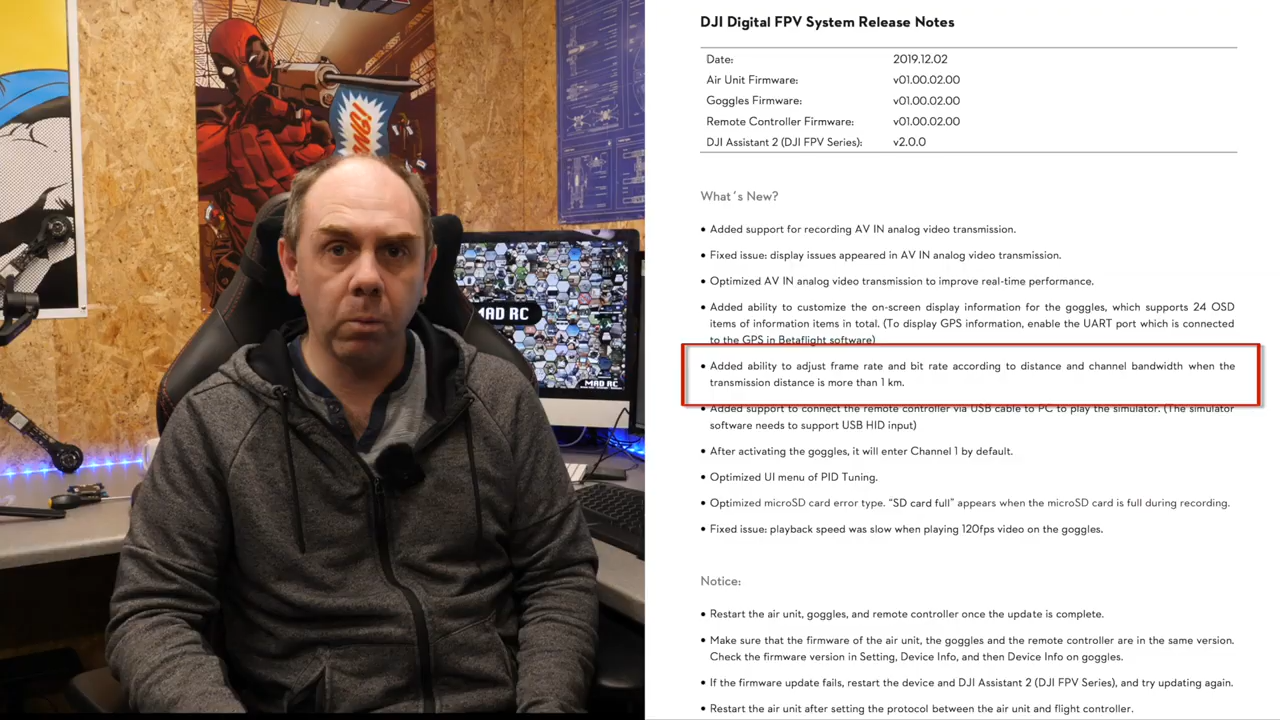 BANG!
MAD RC
MAD RC
DJI Digital FPV System Release Notes
Date: 2019.12.02
Air Unit Firmware: v01.00.02.00
Goggles Firmware: v01.00.02.00
Remote Controller Firmware: v01.00.02.00
DJI Assistant 2 (DJI FPV Series): v2.0.0
What´s New?
• Added support for recording AV IN analog video transmission.
• Fixed issue: display issues appeared in AV IN analog video transmission.
• Optimized AV IN analog video transmission to improve real-time performance.
• Added ability to customize the on-screen display information for the goggles, which supports 24 OSD
items of information items in total. (To display GPS information, enable the UART port which is connected
to the GPS in Betaflight software)
• Added ability to adjust frame rate and bit rate according to distance and channel bandwidth when the
transmission distance is more than 1 km.
• Added support to connect the remote controller via USB cable to PC to play the simulator. (The simulator
software needs to support USB HID input)
• After activating the goggles, it will enter Channel 1 by default.
• Optimized UI menu of PID Tuning.
• Optimized microSD card error type. “SD card full” appears when the microSD card is full during recording.
• Fixed issue: playback speed was slow when playing 120fps video on the goggles.
Notice:
• Restart the air unit, goggles, and remote controller once the update is complete.
• Make sure that the firmware of the air unit, the goggles and the remote controller are in the same version.
Check the firmware version in Setting, Device Info, and then Device Info on goggles.
• If the firmware update fails, restart the device and DJI Assistant 2 (DJI FPV Series), and try updating again.
• Restart the air unit after setting the protocol between the air unit and flight controller.